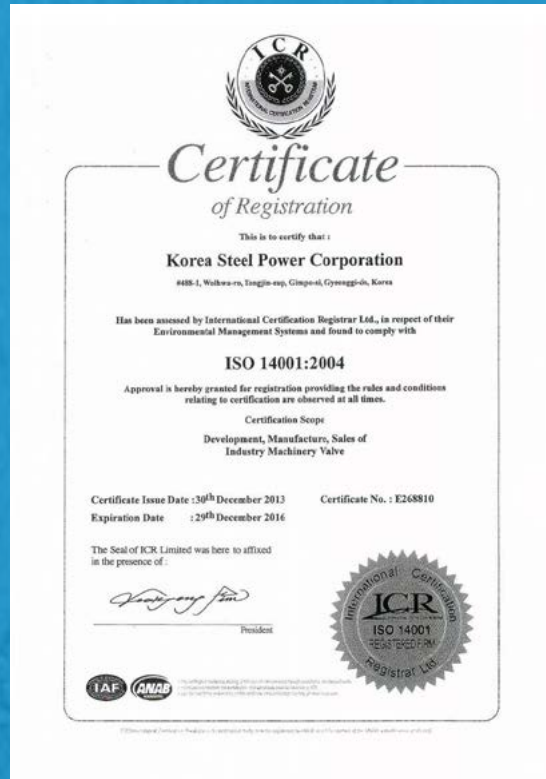 ICR
INTERNATIONAL CERTIFICATION REGISTRAR
Certificate
of Registration
This is to certify that :
Korea Steel Power Corporation
#488-1, Wolhwa-ro, Tongjin-eup, Gimpo-si, Gyeonggi-do, Korea
Has been assessed by International Certification Registrar Ltd., in respect of their
Environmental Management Systems and found to comply with
ISO 14001:2004
Approval is hereby granted for registration providing the rules and conditions
relating to certification are observed at all times.
Certification Scope
Development, Manufacture, Sales of
Industry Machinery Valve
Certificate Issue Date :30th December 2013
Certificate No. : E268810
Expiration Date :29th December 2016
The Seal of ICR Limited was here to affixed
in the presence of :
President
International Certification
ICR
ISO 14001
REGISTERED FIRM
Registrar Ltd.
IAF
ANAB